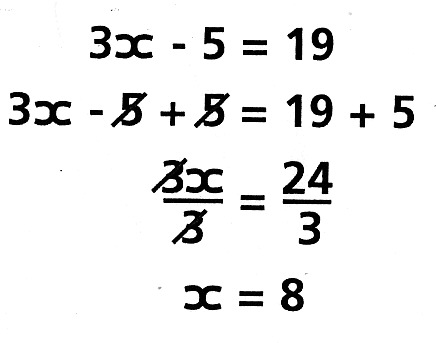 3x - 5 = 19
3x - 5 + 5 = 19 + 5
3x/3 = 24/3
x = 8